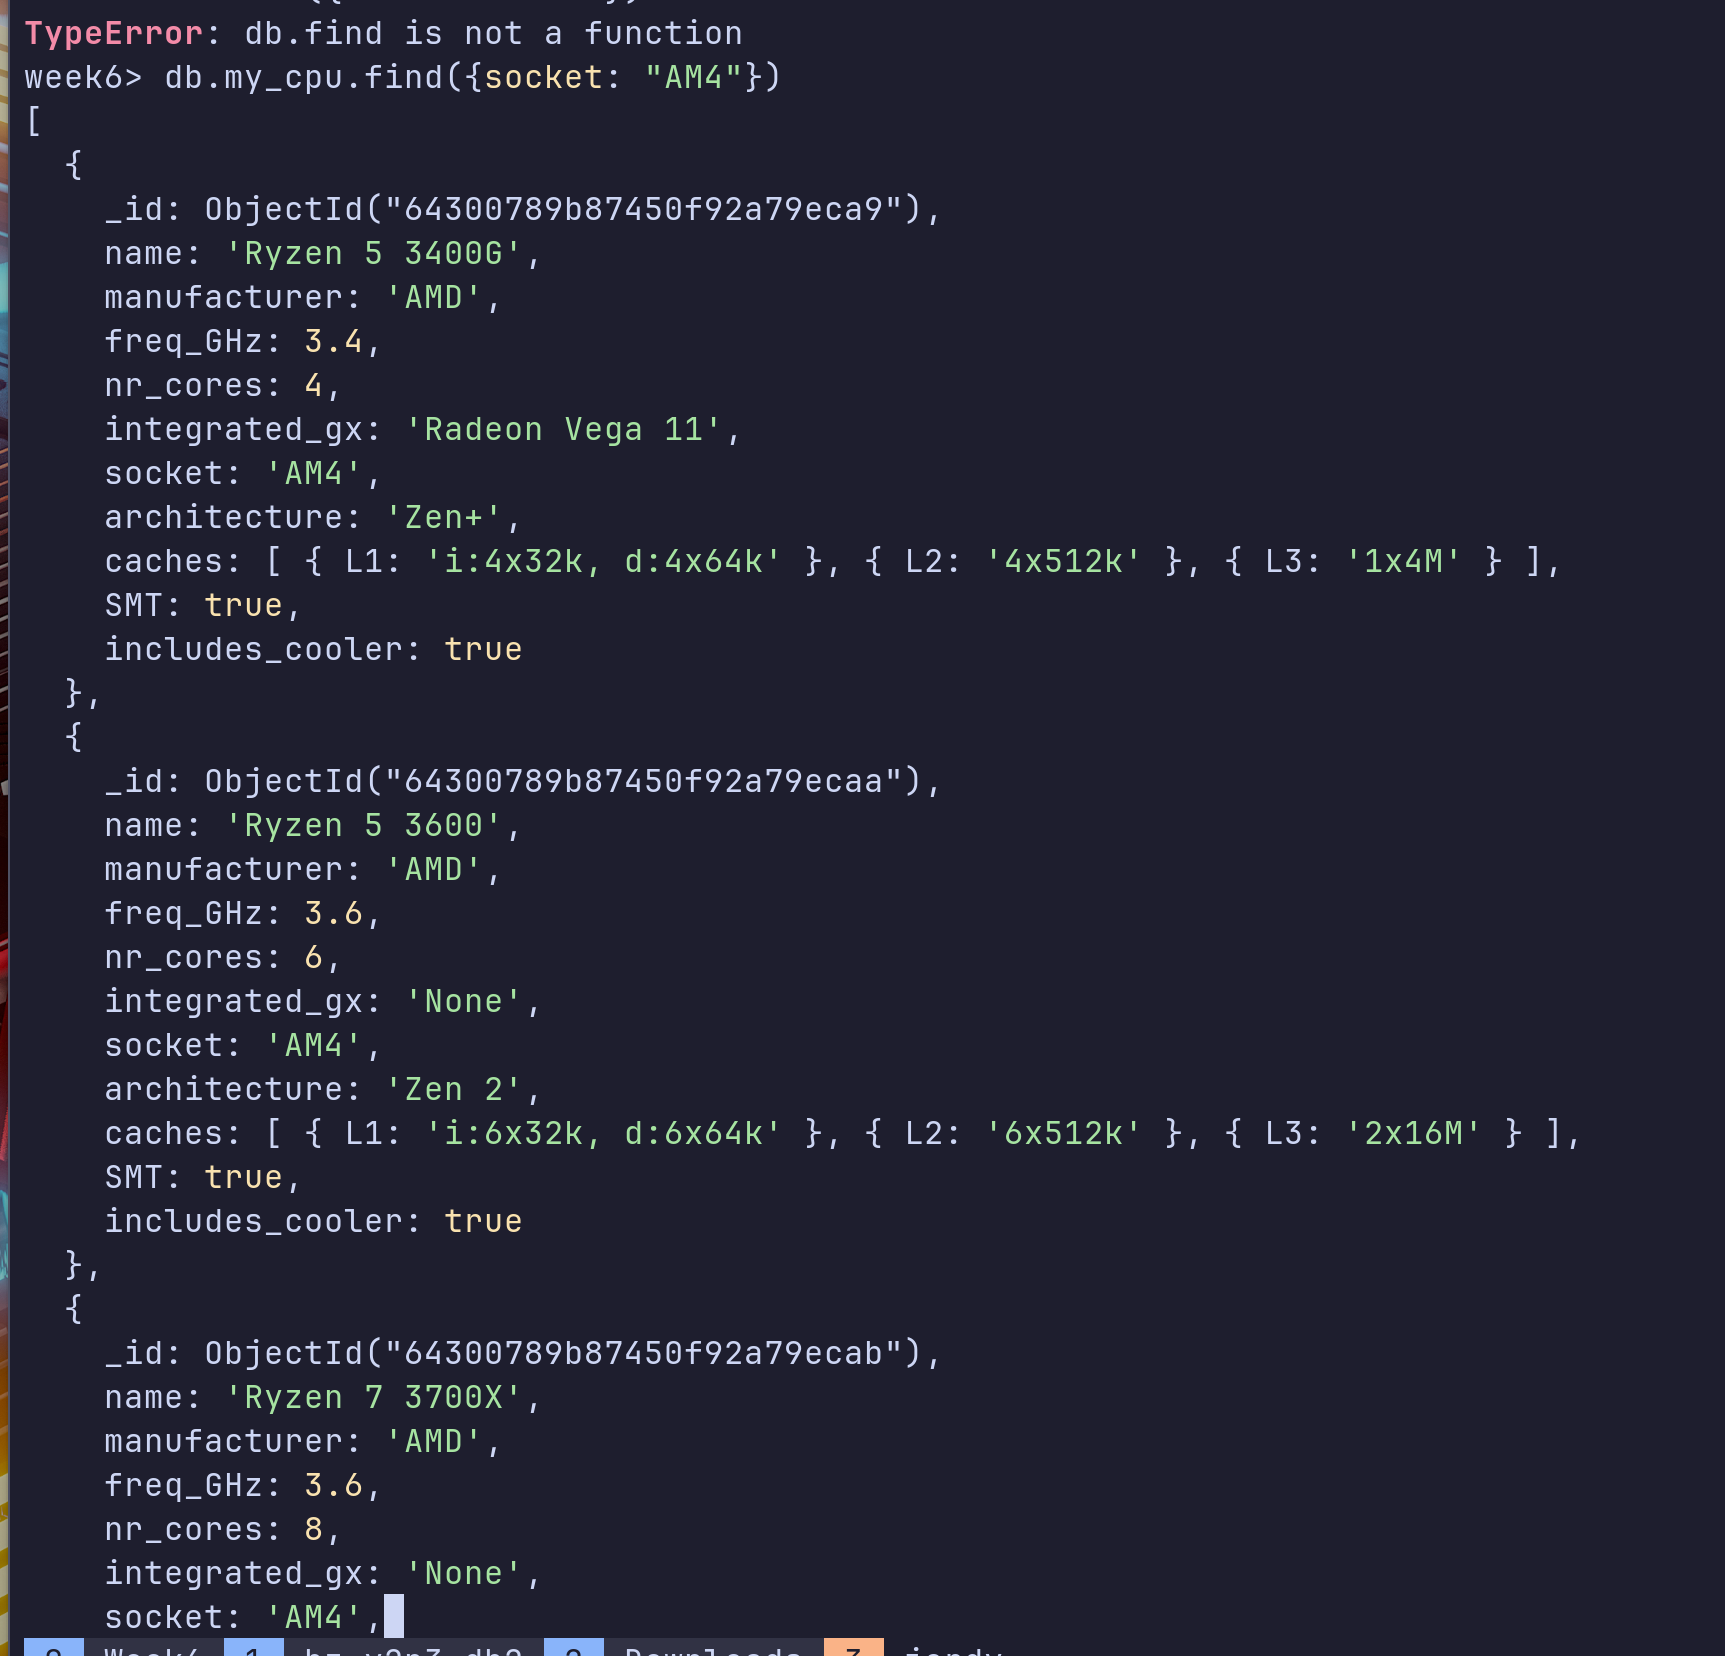 TypeError: db.find is not a function
week6> db.my_cpu.find({socket: "AM4"})
[
  {
    _id: ObjectId("64300789b87450f92a79eca9"),
    name: 'Ryzen 5 3400G',
    manufacturer: 'AMD',
    freq_GHz: 3.4,
    nr_cores: 4,
    integrated_gx: 'Radeon Vega 11',
    socket: 'AM4',
    architecture: 'Zen+',
    caches: [ { L1: 'i:4x32k, d:4x64k' }, { L2: '4x512k' }, { L3: '1x4M' } ],
    SMT: true,
    includes_cooler: true
  },
  {
    _id: ObjectId("64300789b87450f92a79ecaa"),
    name: 'Ryzen 5 3600',
    manufacturer: 'AMD',
    freq_GHz: 3.6,
    nr_cores: 6,
    integrated_gx: 'None',
    socket: 'AM4',
    architecture: 'Zen 2',
    caches: [ { L1: 'i:6x32k, d:6x64k' }, { L2: '6x512k' }, { L3: '2x16M' } ],
    SMT: true,
    includes_cooler: true
  },
  {
    _id: ObjectId("64300789b87450f92a79ecab"),
    name: 'Ryzen 7 3700X',
    manufacturer: 'AMD',
    freq_GHz: 3.6,
    nr_cores: 8,
    integrated_gx: 'None',
    socket: 'AM4',
Week6 1 Downloads